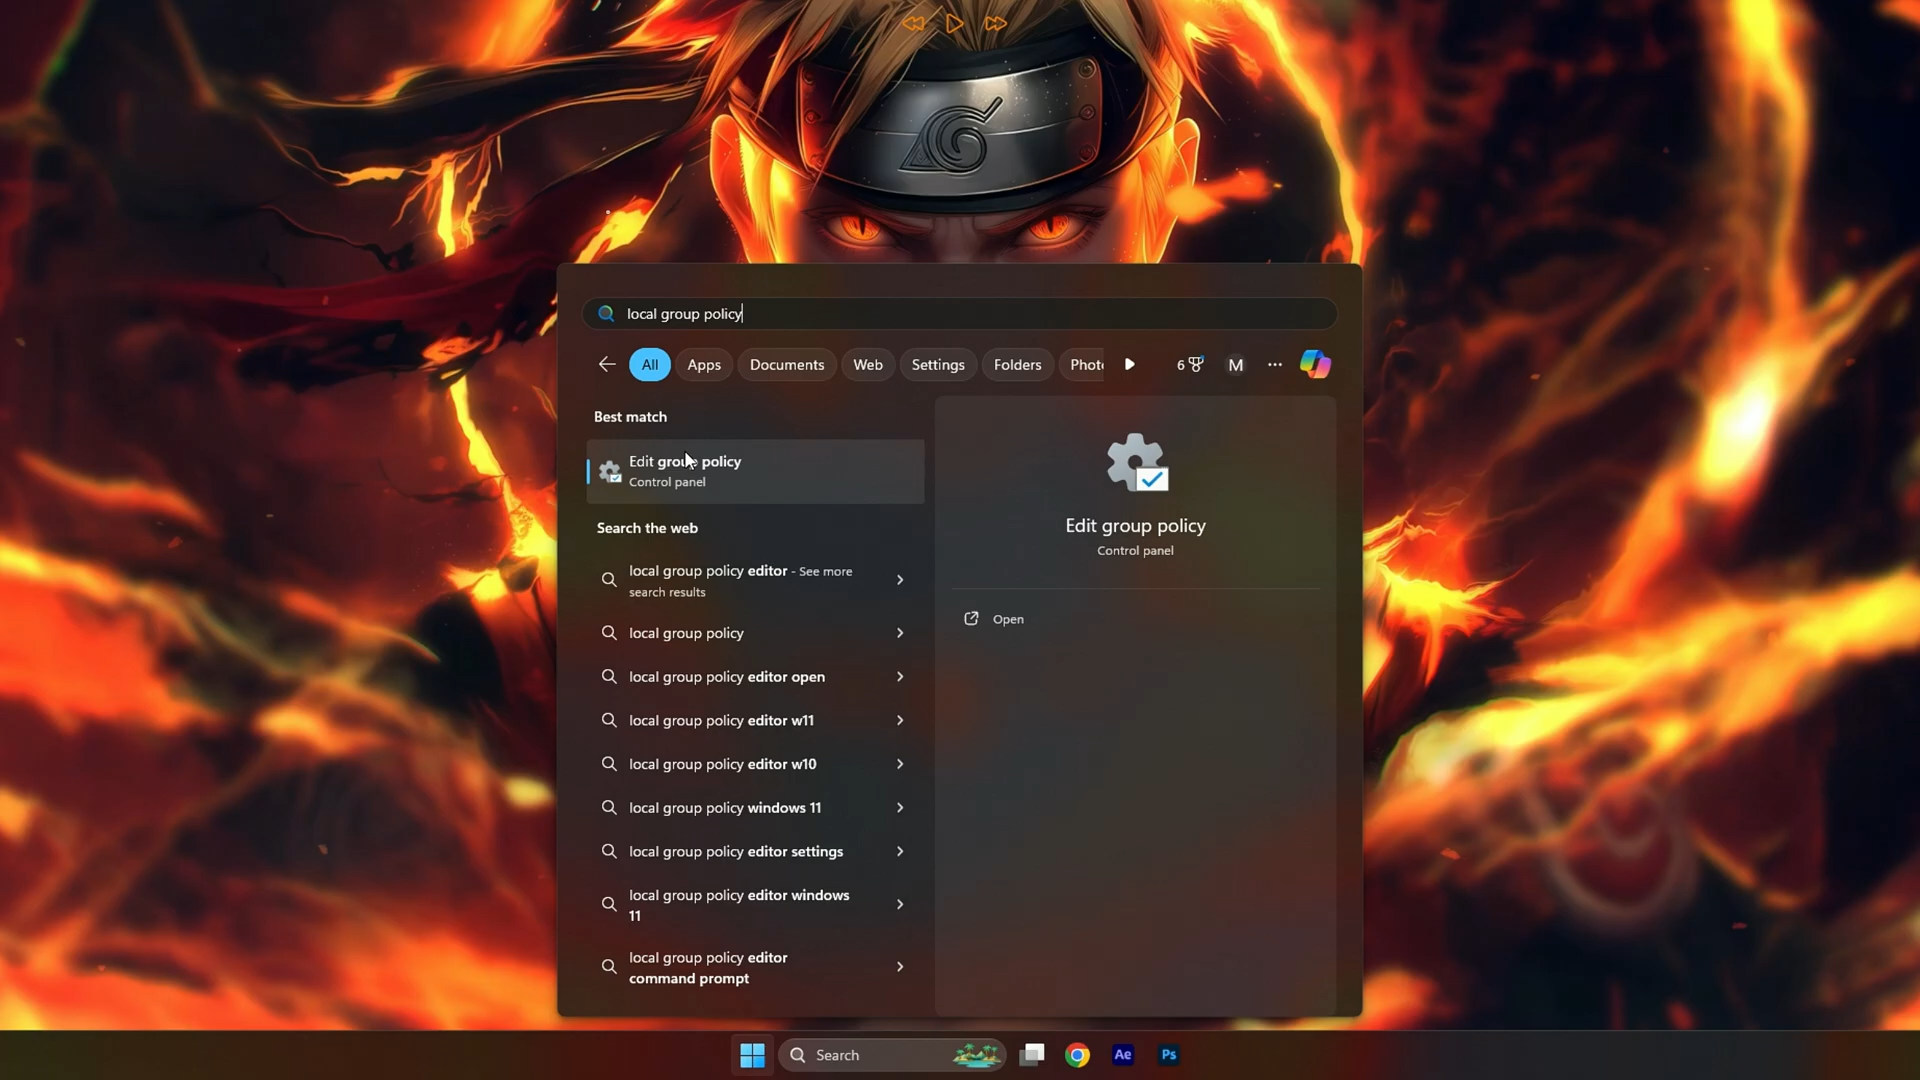 local group policy
All Apps Documents Web Settings Folders Phot 6 M
Best match
Edit group policy
Control panel
Search the web
local group policy editor - See more
search results
local group policy
local group policy editor open
local group policy editor w11
local group policy editor w10
local group policy windows 11
local group policy editor settings
local group policy editor windows
11
local group policy editor
command prompt
Edit group policy
Control panel
Open
Search Ae Ps